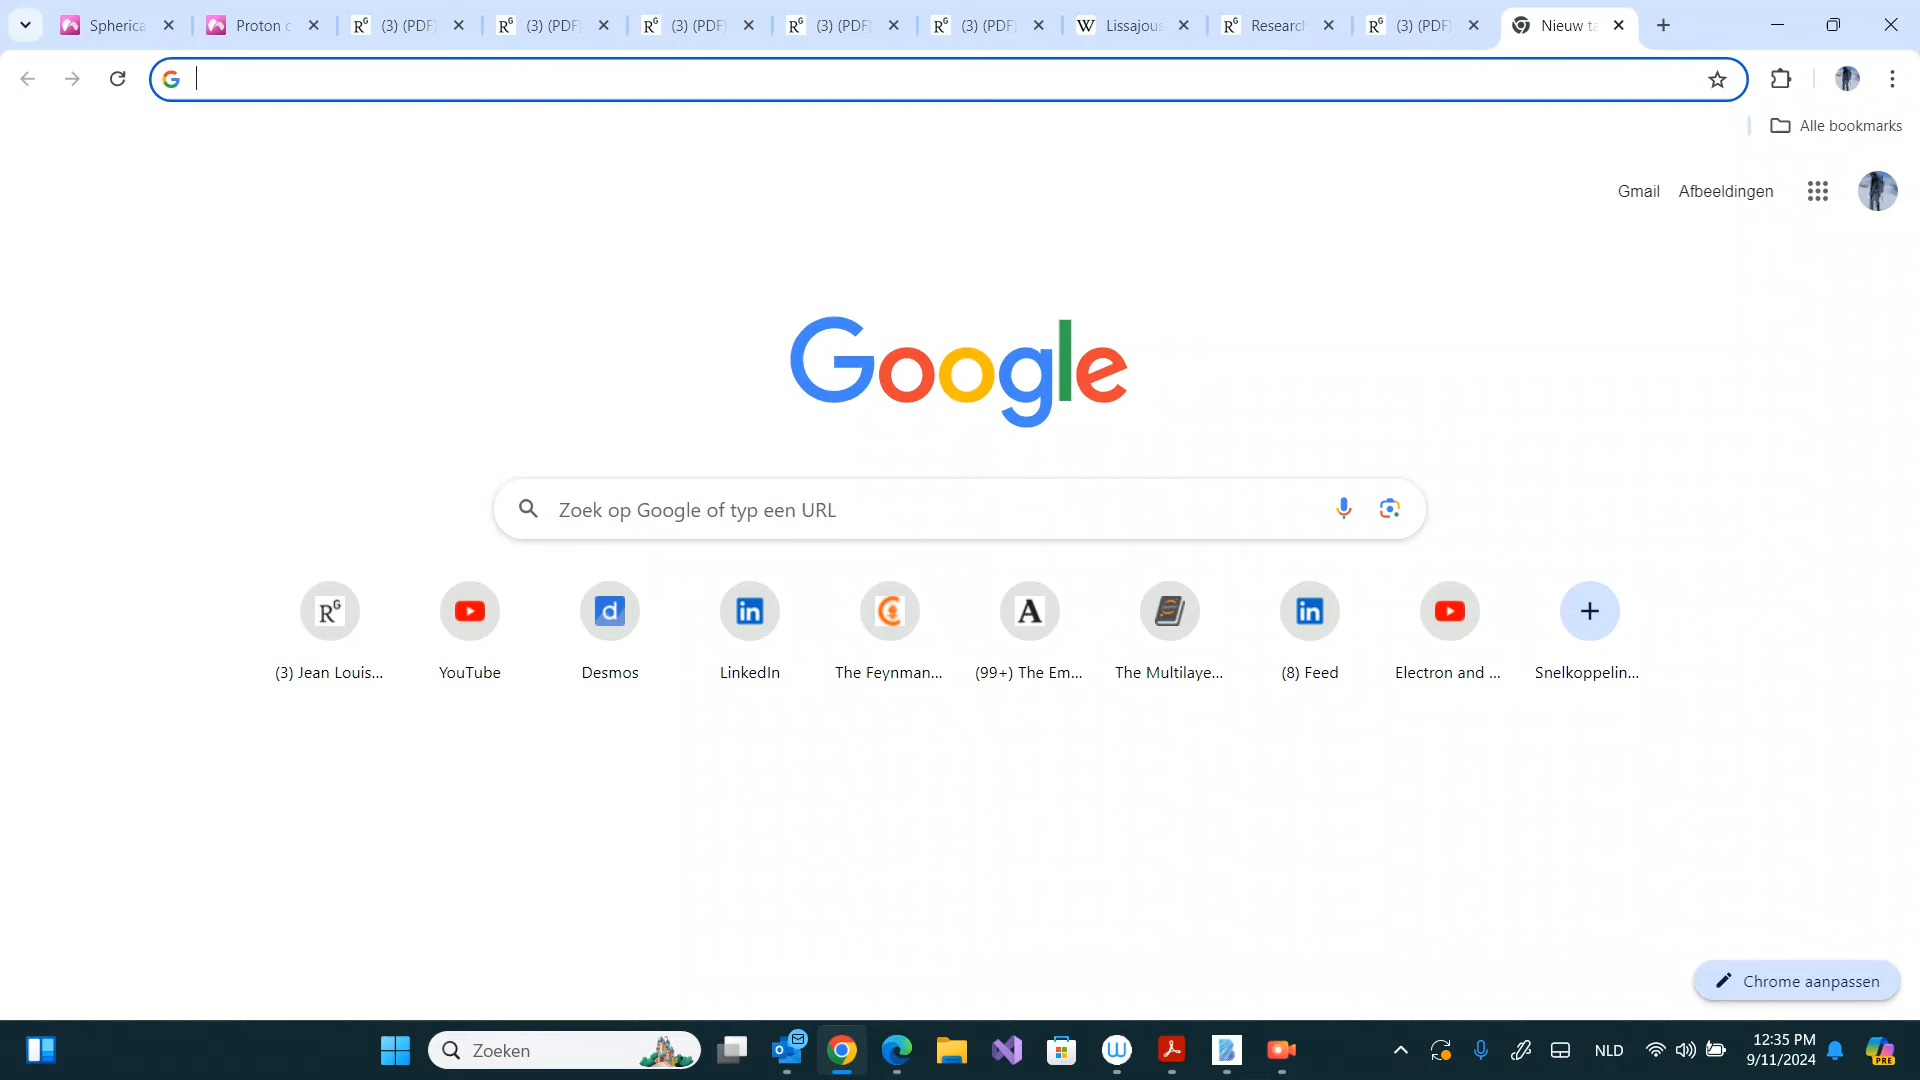 Spherica
Proton c
(3) (PDF)
(3) (PDF)
(3) (PDF)
(3) (PDF)
(3) (PDF)
W Lissajous
Research
(3) (PDF)
Nieuw ta
Alle bookmarks
Gmail Afbeeldingen
Google
Zoek op Google of typ een URL
(3) Jean Louis...
YouTube
Desmos
LinkedIn
The Feynman...
(99+) The Em...
The Multilaye...
(8) Feed
Electron and ...
Snelkoppelin...
Chrome aanpassen
Zoeken
NLD
12:35 PM
9/11/2024
PRE